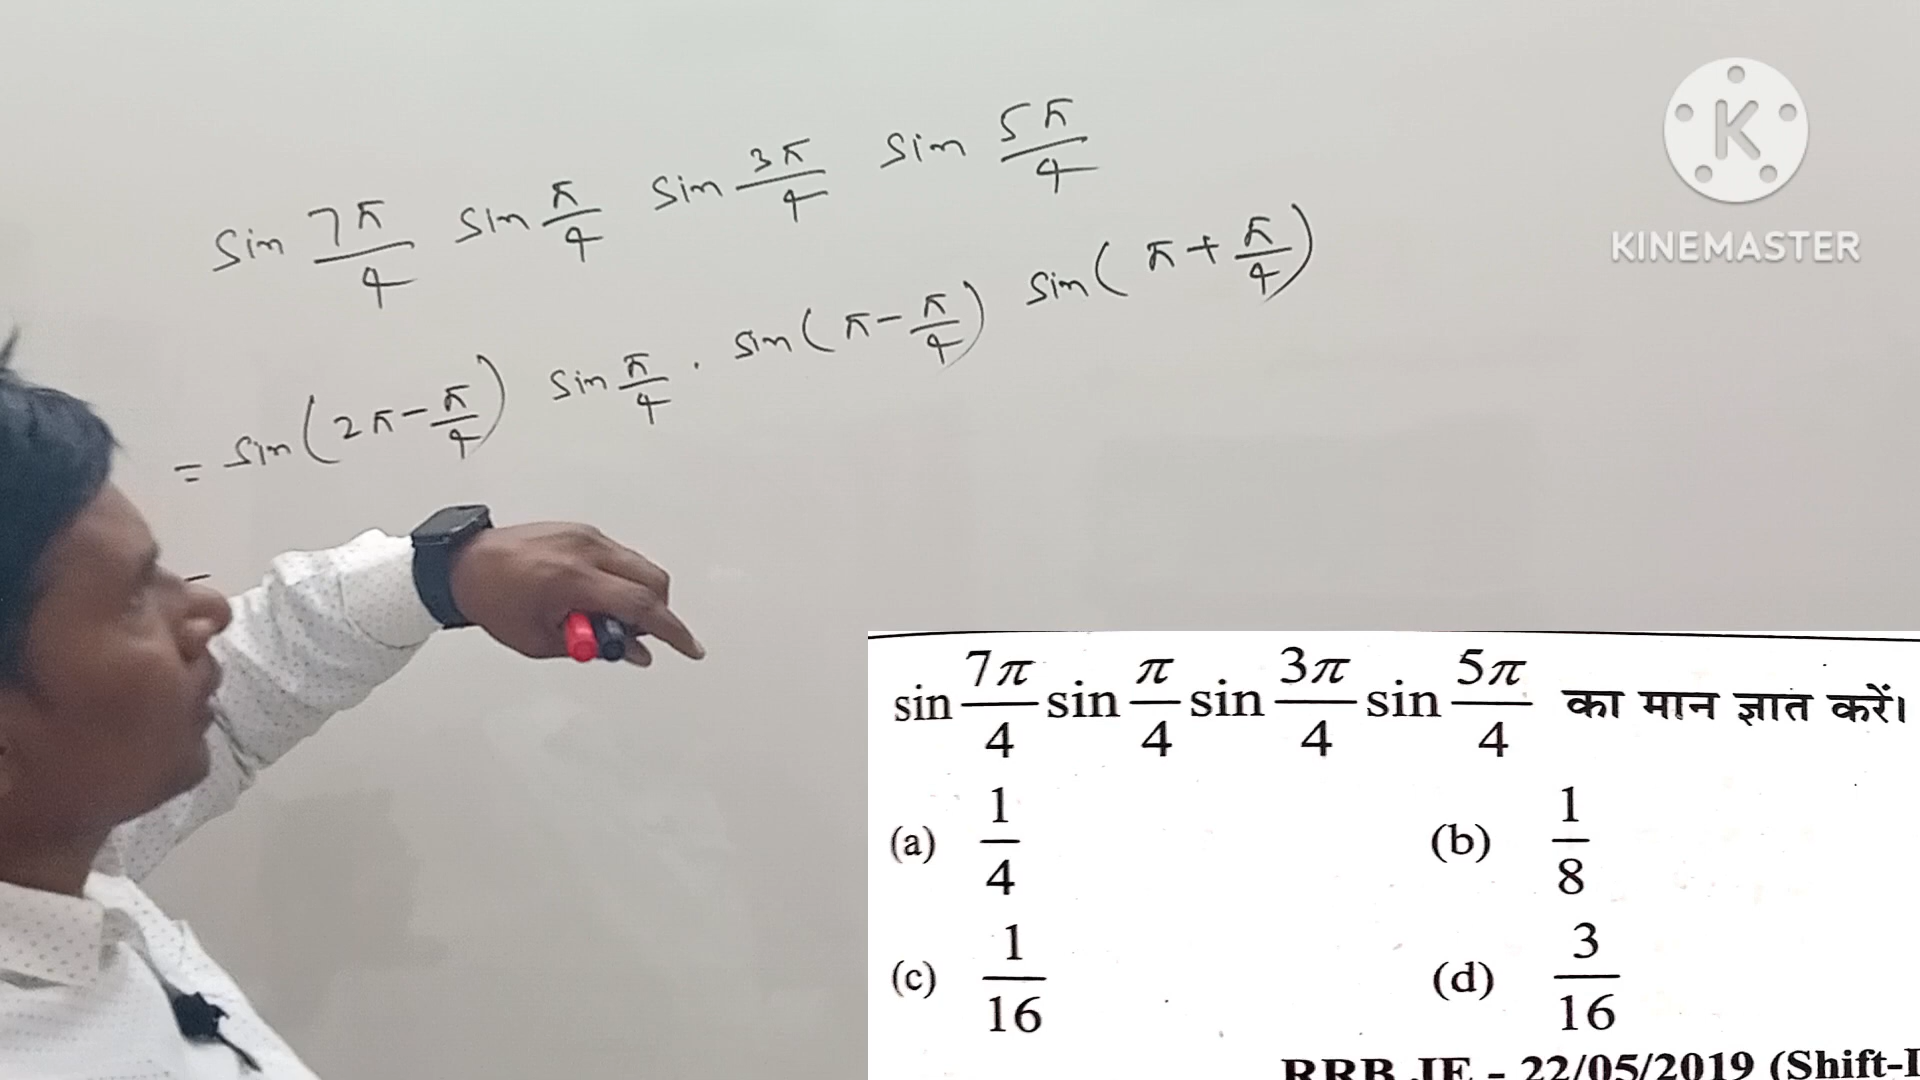 K
KINEMASTER
sin 7π/4 sin π/4 sin 3π/4 sin 5π/4
= sin(2π-π/4) sin π/4 . sin(π-π/4) sin(π+π/4)
sin 7π/4 sin π/4 sin 3π/4 sin 5π/4 का मान ज्ञात करें।
(a) 1/4 (b) 1/8
(c) 1/16 (d) 3/16
RRB JE - 22/05/2019 (Shift-I